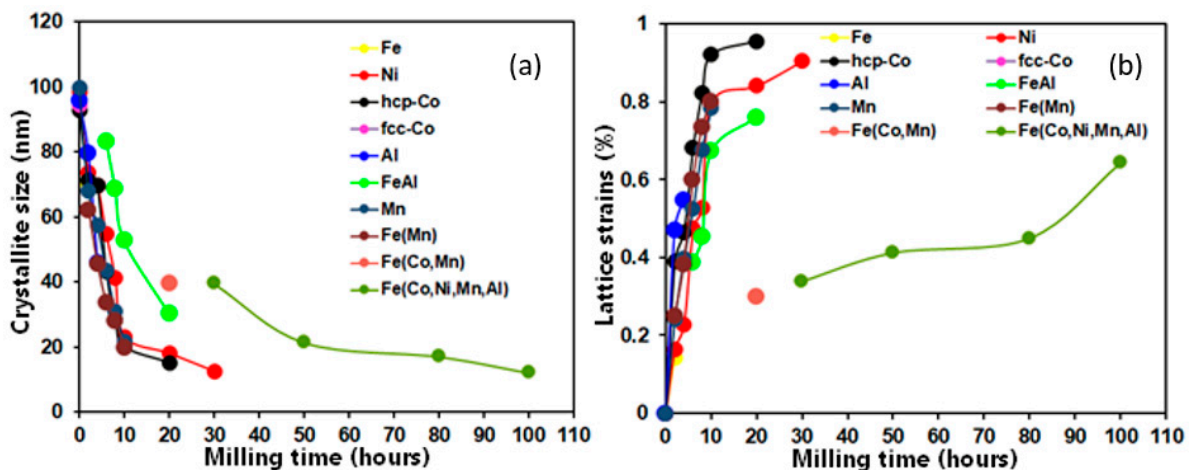 120
100
80
60
40
20
0
Crystallite size (nm)
(a)
Fe
Ni
hcp-Co
fcc-Co
Al
FeAl
Mn
Fe(Mn)
Fe(Co,Mn)
Fe(Co,Ni,Mn,Al)
0 10 20 30 40 50 60 70 80 90 100 110
Milling time (hours)
1
0.8
0.6
0.4
0.2
0
Lattice strains (%)
(b)
Fe Ni
hcp-Co fcc-Co
Al FeAl
Mn Fe(Mn)
Fe(Co,Mn) Fe(Co,Ni,Mn,Al)
0 10 20 30 40 50 60 70 80 90 100 110
Milling time (hours)